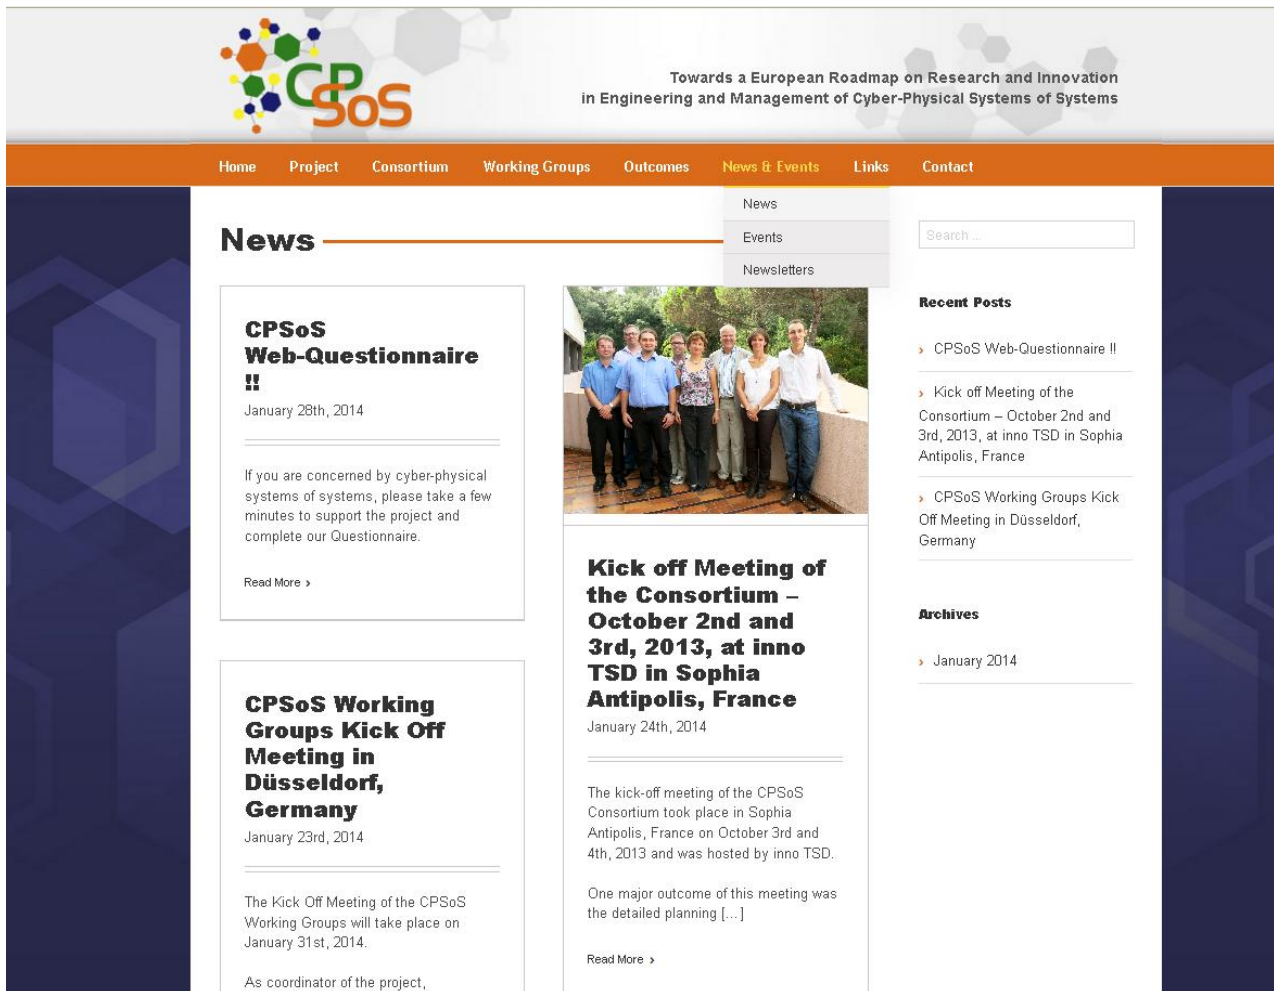 CPSoS
Towards a European Roadmap on Research and Innovation
in Engineering and Management of Cyber-Physical Systems of Systems
Home Project Consortium Working Groups Outcomes News & Events Links Contact
News
Events
Newsletters
News
CPSoS
Web-Questionnaire
!!
January 28th, 2014
If you are concerned by cyber-physical
systems of systems, please take a few
minutes to support the project and
complete our Questionnaire.
Read More ›
CPSoS Working
Groups Kick Off
Meeting in
Düsseldorf,
Germany
January 23rd, 2014
The Kick Off Meeting of the CPSoS
Working Groups will take place on
January 31st, 2014.
As coordinator of the project,
Kick off Meeting of
the Consortium –
October 2nd and
3rd, 2013, at inno
TSD in Sophia
Antipolis, France
January 24th, 2014
The kick-off meeting of the CPSoS
Consortium took place in Sophia
Antipolis, France on October 3rd and
4th, 2013 and was hosted by inno TSD.
One major outcome of this meeting was
the detailed planning [...]
Read More ›
Search ...
Recent Posts
› CPSoS Web-Questionnaire !!
› Kick off Meeting of the
Consortium – October 2nd and
3rd, 2013, at inno TSD in Sophia
Antipolis, France
› CPSoS Working Groups Kick
Off Meeting in Düsseldorf,
Germany
Archives
› January 2014